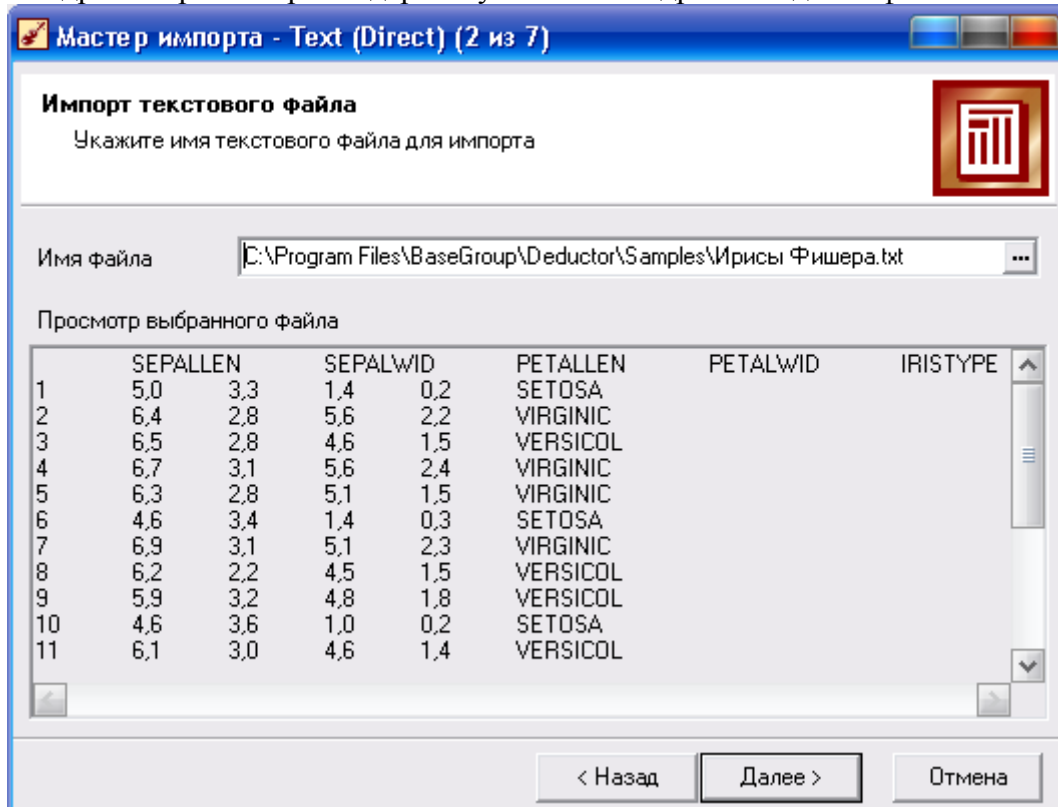 Мастер импорта - Text (Direct) (2 из 7)
Импорт текстового файла
Укажите имя текстового файла для импорта
Имя файла C:\Program Files\BaseGroup\Deductor\Samples\Ирисы Фишера.txt ...
Просмотр выбранного файла
SEPALLEN SEPALWID PETALLEN PETALWID IRISTYPE
1 5,0 3,3 1,4 0,2 SETOSA
2 6,4 2,8 5,6 2,2 VIRGINIC
3 6,5 2,8 4,6 1,5 VERSICOL
4 6,7 3,1 5,6 2,4 VIRGINIC
5 6,3 2,8 5,1 1,5 VIRGINIC
6 4,6 3,4 1,4 0,3 SETOSA
7 6,9 3,1 5,1 2,3 VIRGINIC
8 6,2 2,2 4,5 1,5 VERSICOL
9 5,9 3,2 4,8 1,8 VERSICOL
10 4,6 3,6 1,0 0,2 SETOSA
11 6,1 3,0 4,6 1,4 VERSICOL
< Назад Далее > Отмена